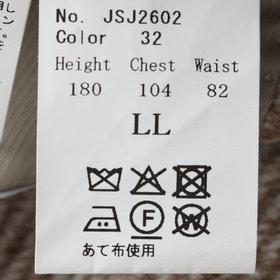 No. JSJ2602
Color 32
Height Chest Waist
180 104 82
LL
F
W
あて布使用